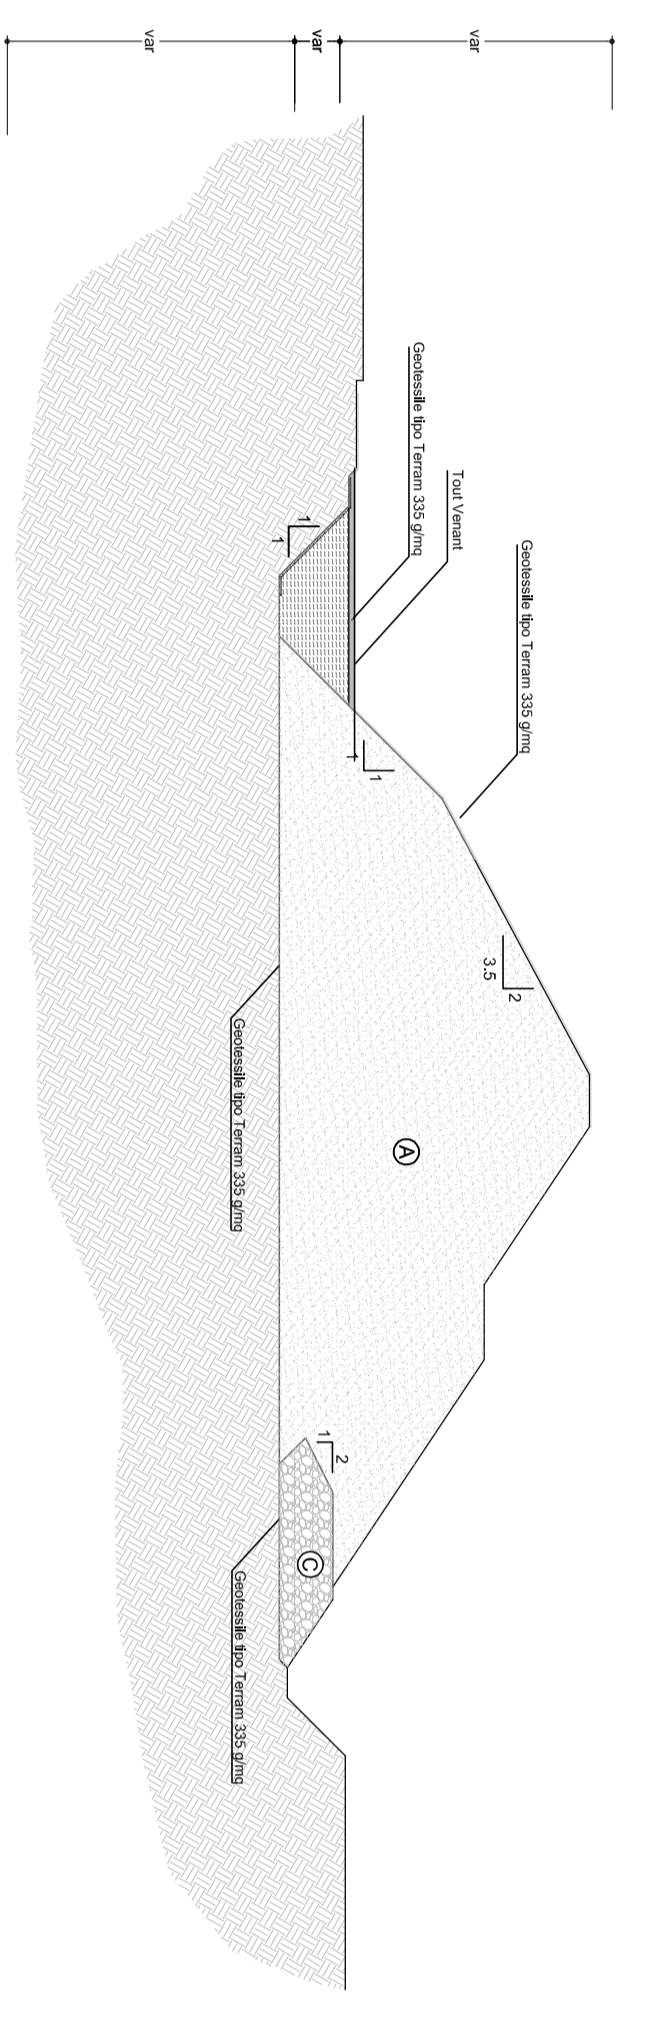 var
var
var
Geotessile tipo Terram 335 g/mq
Tout Venant
Geotessile tipo Terram 335 g/mq
1
1
1
1
2
3.5
A
Geotessile tipo Terram 335 g/mq
1
2
C
Geotessile tipo Terram 335 g/mq